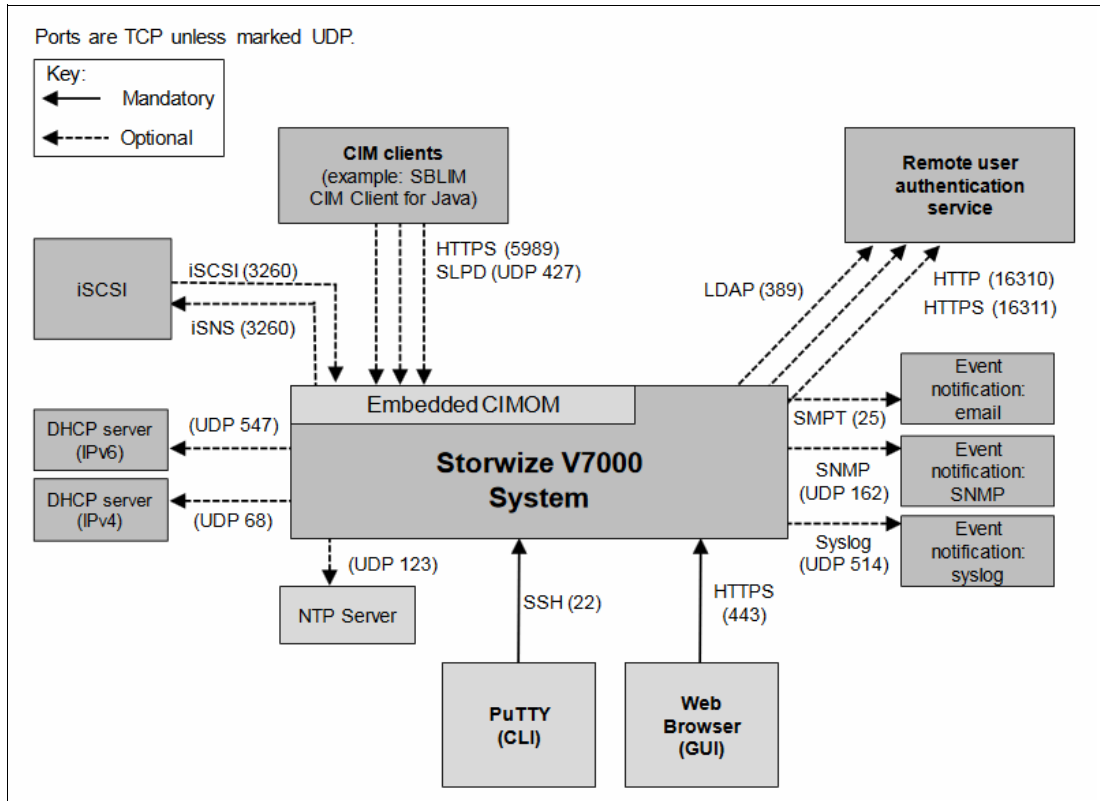 Ports are TCP unless marked UDP.
Key:
Mandatory
Optional
CIM clients
(example: SBLIM
CIM Client for Java)
Remote user
authentication
service
HTTPS (5989)
SLPD (UDP 427)
iSCSI
iSCSI (3260)
iSNS (3260)
LDAP (389)
HTTP (16310)
HTTPS (16311)
Embedded CIMOM
Storwize V7000
System
DHCP server
(IPv6)
(UDP 547)
DHCP server
(IPv4)
(UDP 68)
SMPT (25)
Event
notification:
email
SNMP
(UDP 162)
Event
notification:
SNMP
Syslog
(UDP 514)
Event
notification:
syslog
(UDP 123)
NTP Server
SSH (22)
HTTPS
(443)
PuTTY
(CLI)
Web
Browser
(GUI)